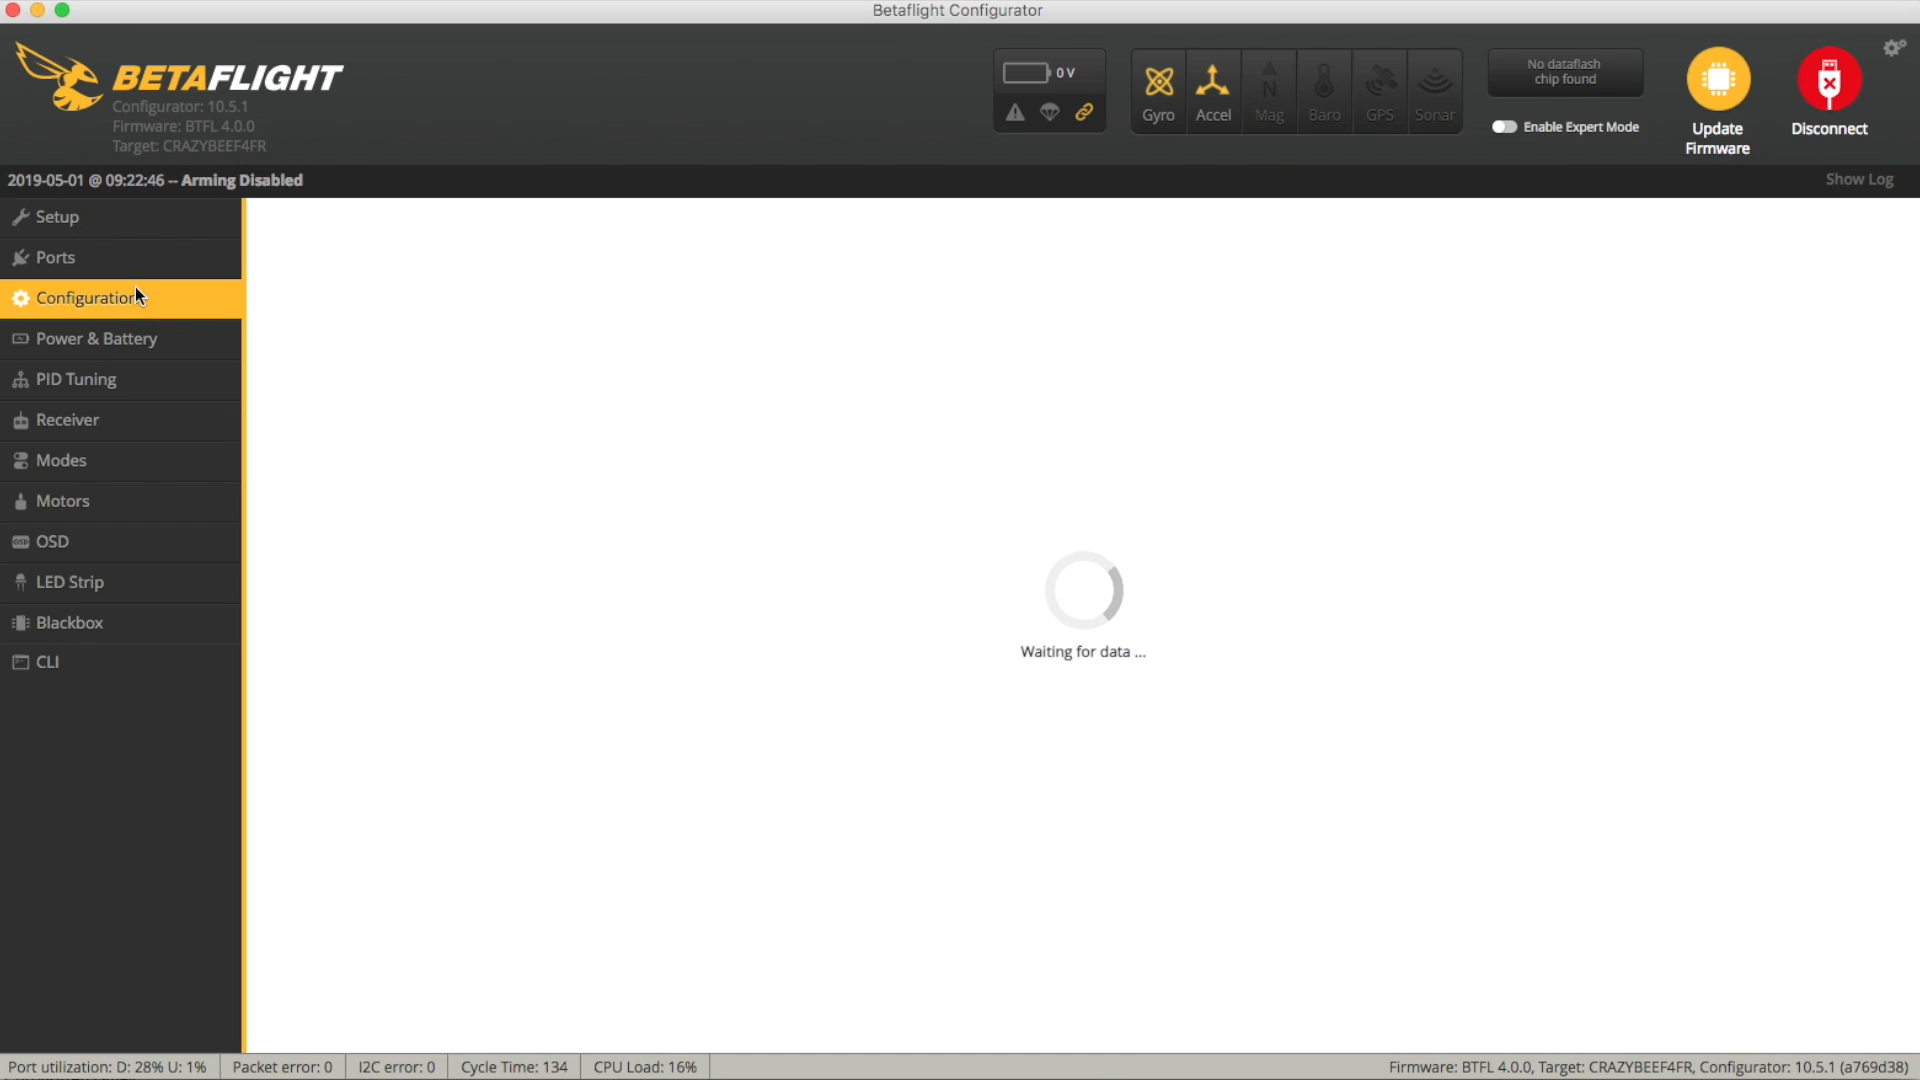 Betaflight Configurator
BETAFLIGHT
Configurator: 10.5.1
Firmware: BTFL 4.0.0
Target: CRAZYBEEF4FR
0 V
Gyro
Accel
N
Mag
Baro
GPS
Sonar
No dataflash
chip found
Enable Expert Mode
Update
Firmware
Disconnect
2019-05-01 @ 09:22:46 -- Arming Disabled
Show Log
Setup
Ports
Configuration
Power & Battery
PID Tuning
Receiver
Modes
Motors
OSD OSD
LED Strip
Blackbox
CLI
Waiting for data ...
Port utilization: D: 28% U: 1%
Packet error: 0
I2C error: 0
Cycle Time: 134
CPU Load: 16%
Firmware: BTFL 4.0.0, Target: CRAZYBEEF4FR, Configurator: 10.5.1 (a769d38)